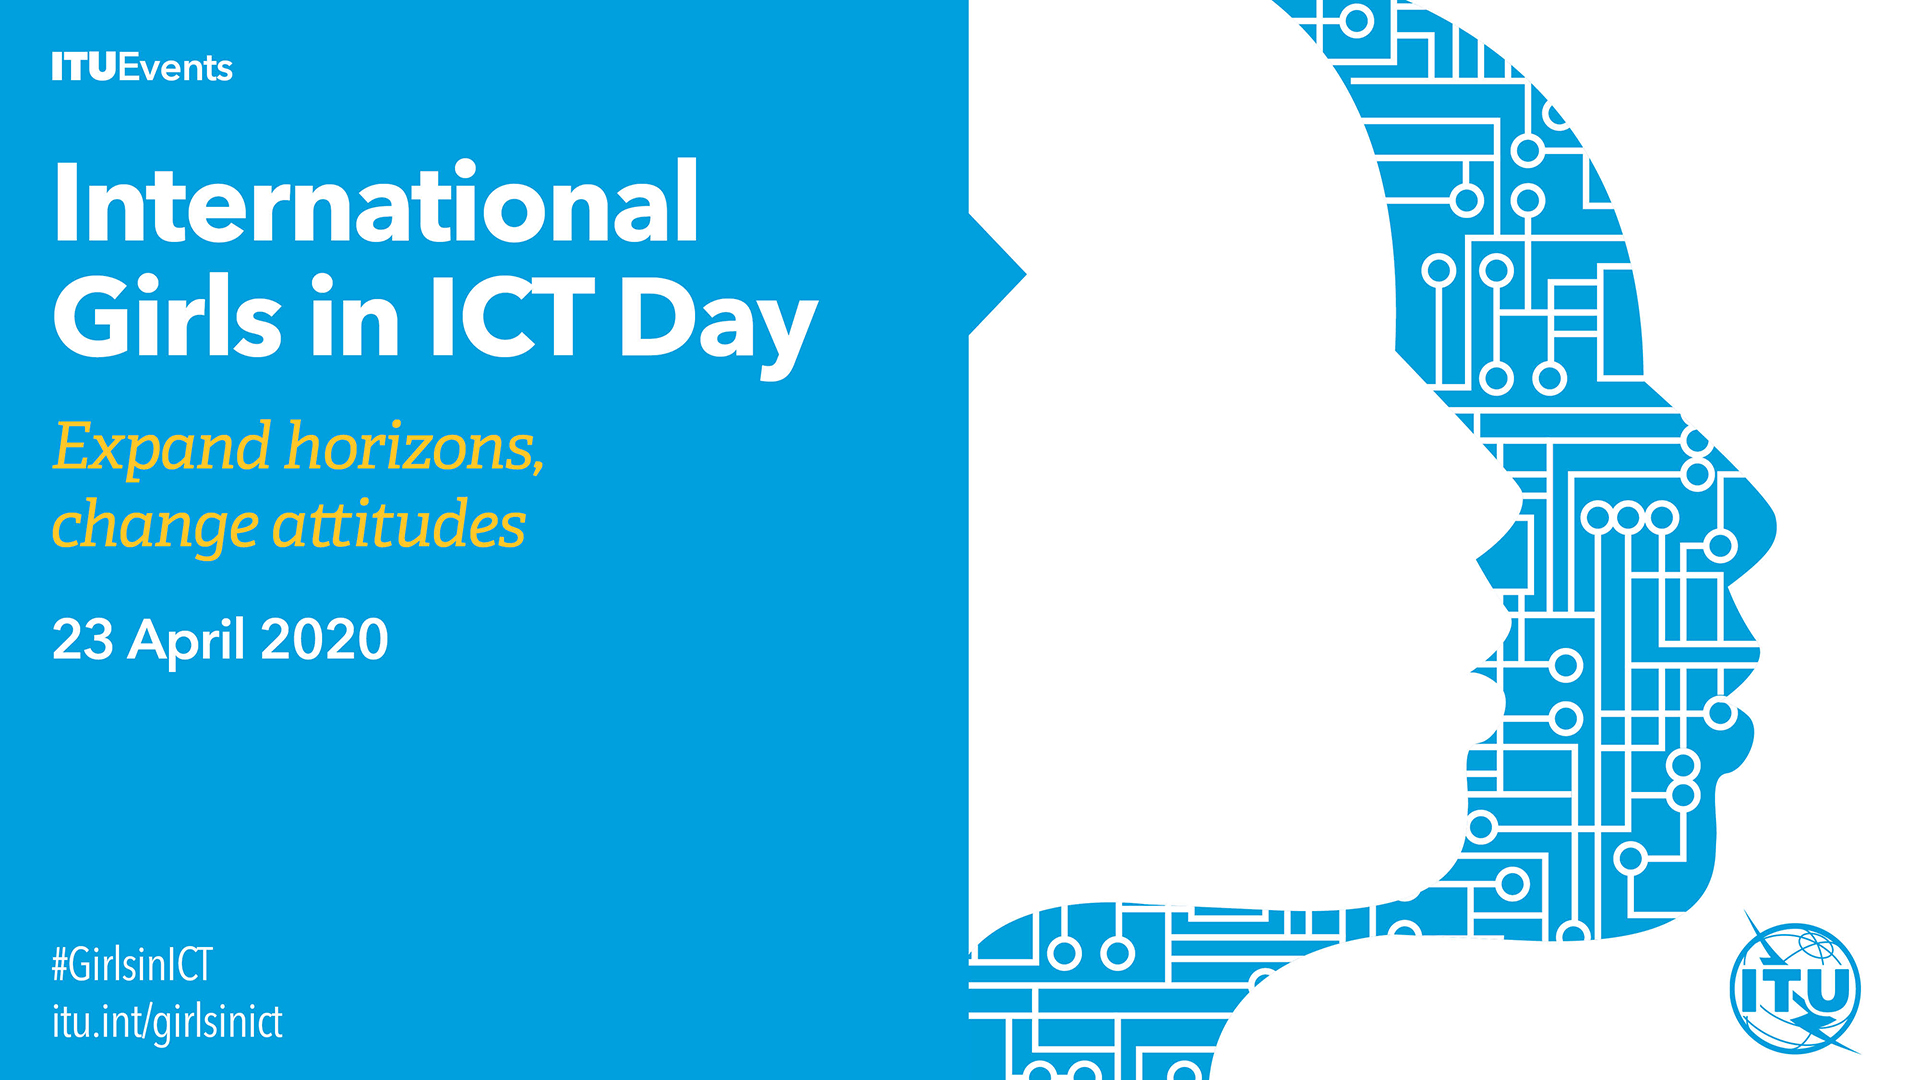 ITUEvents
International
Girls in ICT Day
Expand horizons,
change attitudes
23 April 2020
#GirlsinICT
itu.int/girlsinict
ITU